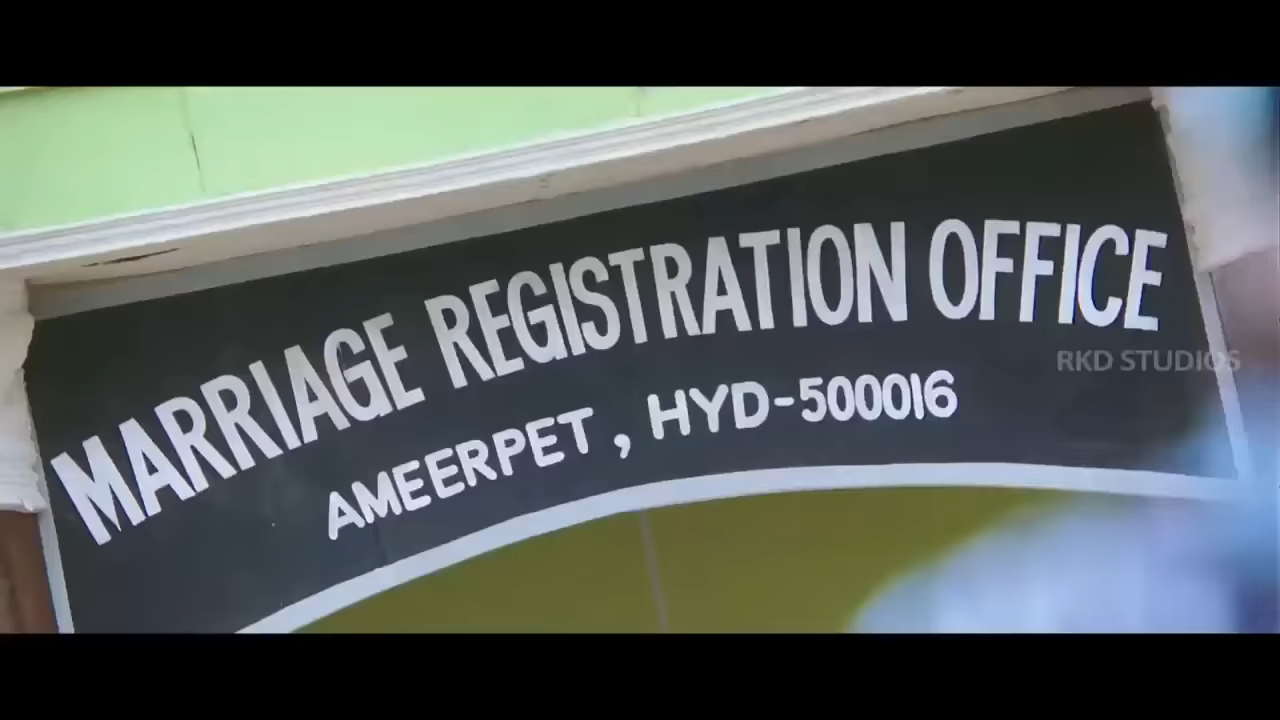 MARRIAGE REGISTRATION OFFICE
AMEERPET, HYD-500016
RKD STUDIOS